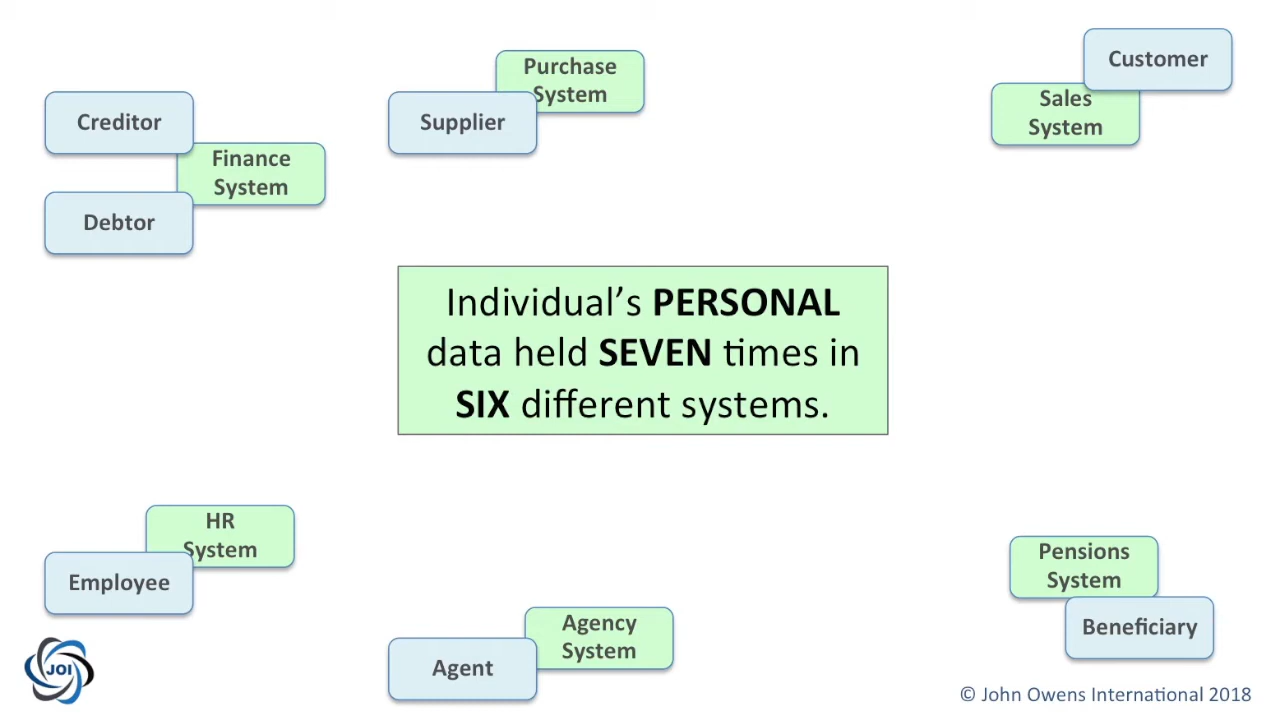 Customer
Purchase
System
Sales
System
Creditor
Supplier
Finance
System
Debtor
Individual’s PERSONAL
data held SEVEN times in
SIX different systems.
HR
System
Employee
Pensions
System
Beneficiary
Agency
System
Agent
JOI
© John Owens International 2018